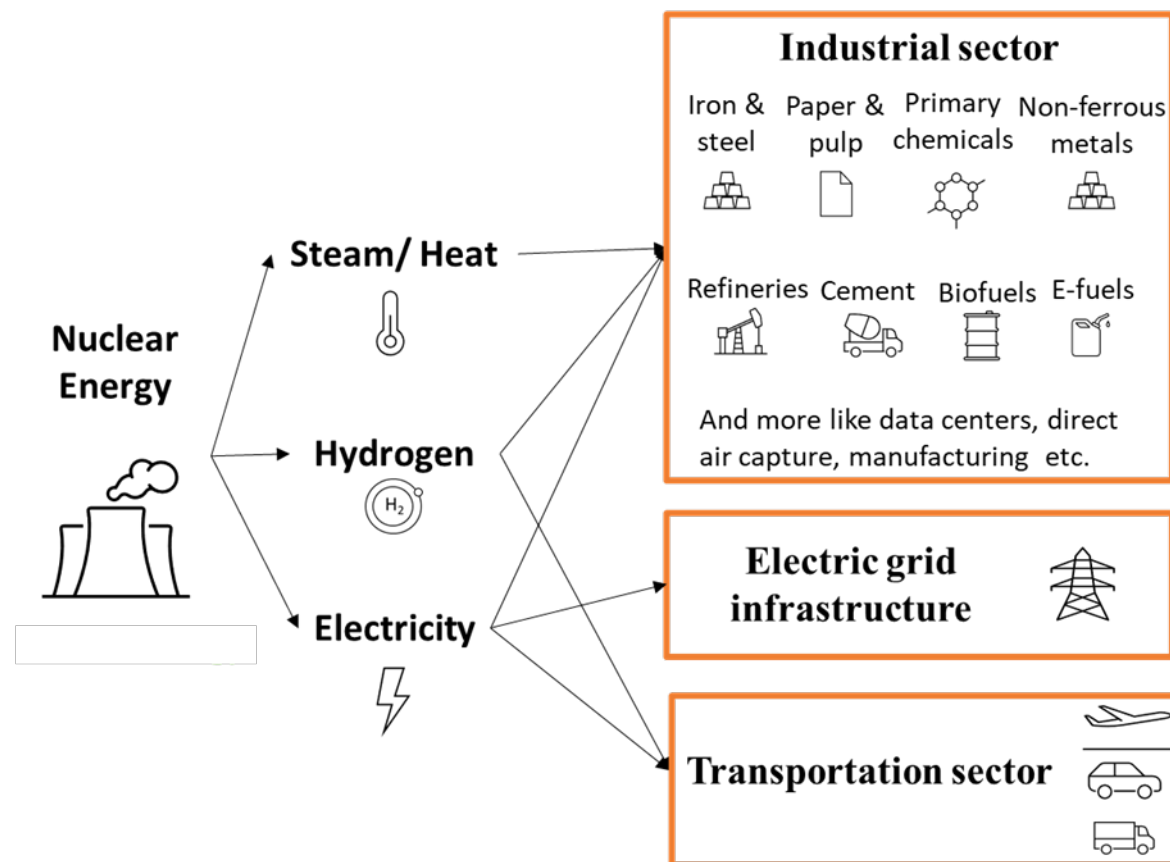 Nuclear
Energy
Steam/ Heat
Hydrogen
H₂
Electricity
Industrial sector
Iron &
steel
Paper &
pulp
Primary
chemicals
Non-ferrous
metals
Refineries
Cement
Biofuels
E-fuels
And more like data centers, direct
air capture, manufacturing etc.
Electric grid
infrastructure
Transportation sector